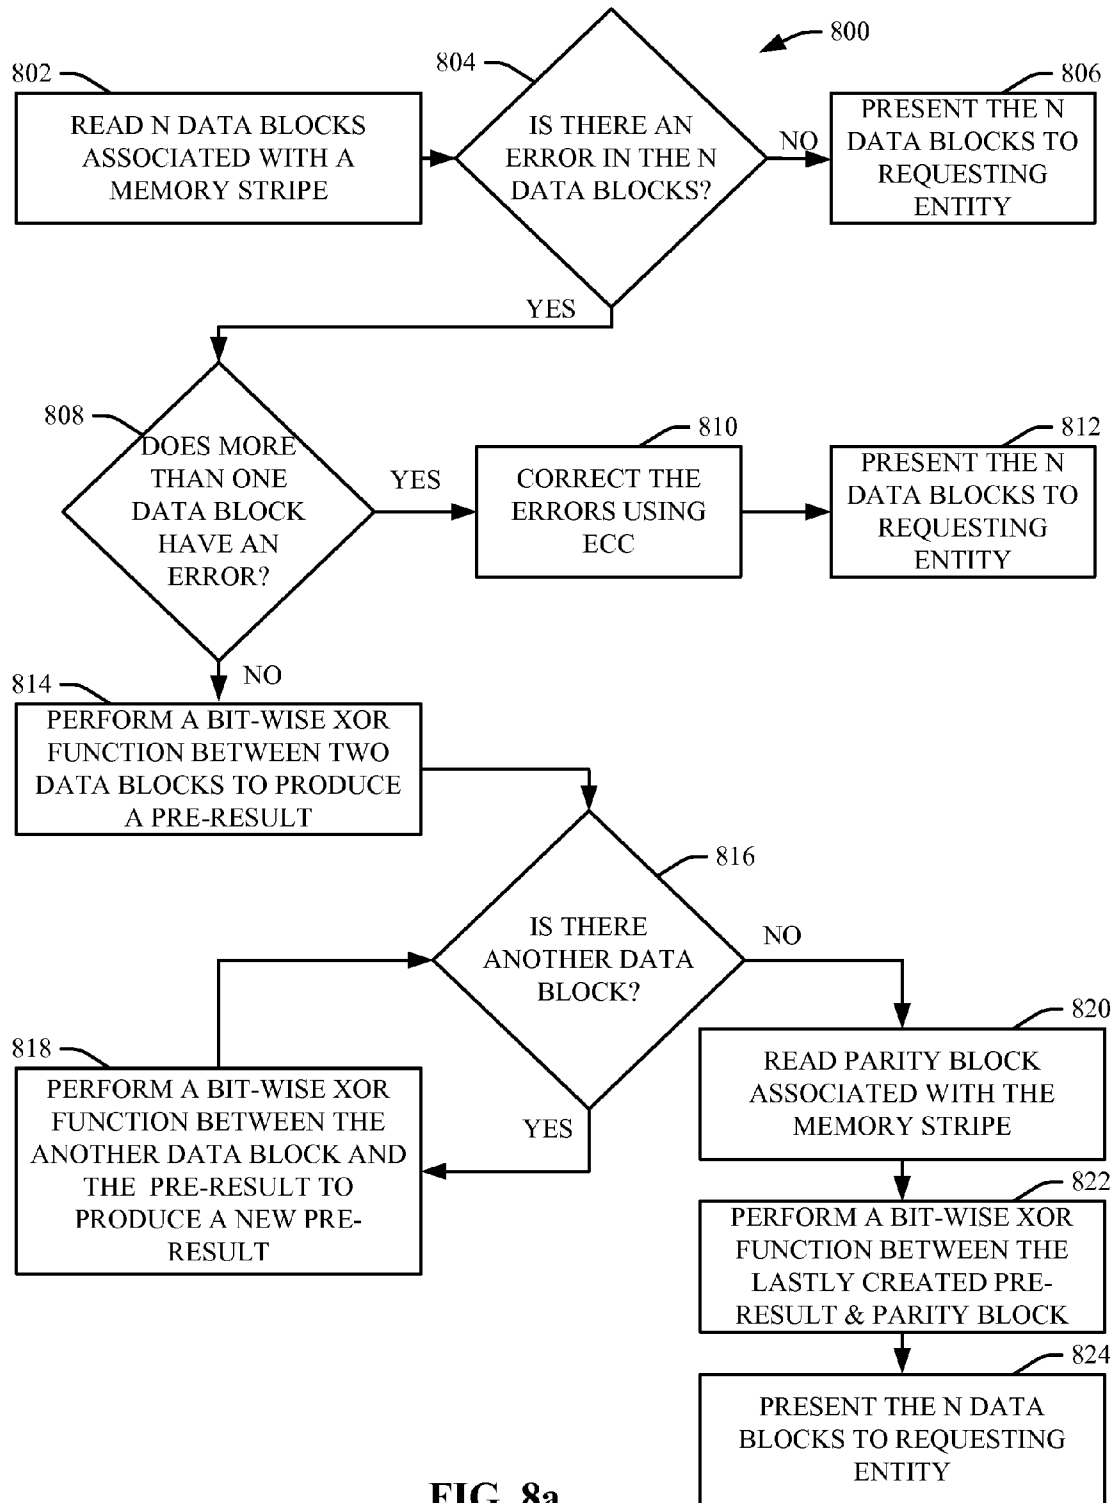 800
802
804
806
READ N DATA BLOCKS
ASSOCIATED WITH A
MEMORY STRIPE
IS THERE AN
ERROR IN THE N
DATA BLOCKS?
NO
PRESENT THE N
DATA BLOCKS TO
REQUESTING
ENTITY
YES
808
DOES MORE
THAN ONE
DATA BLOCK
HAVE AN
ERROR?
YES
810
CORRECT THE
ERRORS USING
ECC
812
PRESENT THE N
DATA BLOCKS TO
REQUESTING
ENTITY
NO
814
PERFORM A BIT-WISE XOR
FUNCTION BETWEEN TWO
DATA BLOCKS TO PRODUCE
A PRE-RESULT
816
IS THERE
ANOTHER DATA
BLOCK?
NO
YES
818
PERFORM A BIT-WISE XOR
FUNCTION BETWEEN THE
ANOTHER DATA BLOCK AND
THE PRE-RESULT TO
PRODUCE A NEW PRE-
RESULT
820
READ PARITY BLOCK
ASSOCIATED WITH THE
MEMORY STRIPE
822
PERFORM A BIT-WISE XOR
FUNCTION BETWEEN THE
LASTLY CREATED PRE-
RESULT & PARITY BLOCK
824
PRESENT THE N DATA
BLOCKS TO REQUESTING
ENTITY
FIG. 8a